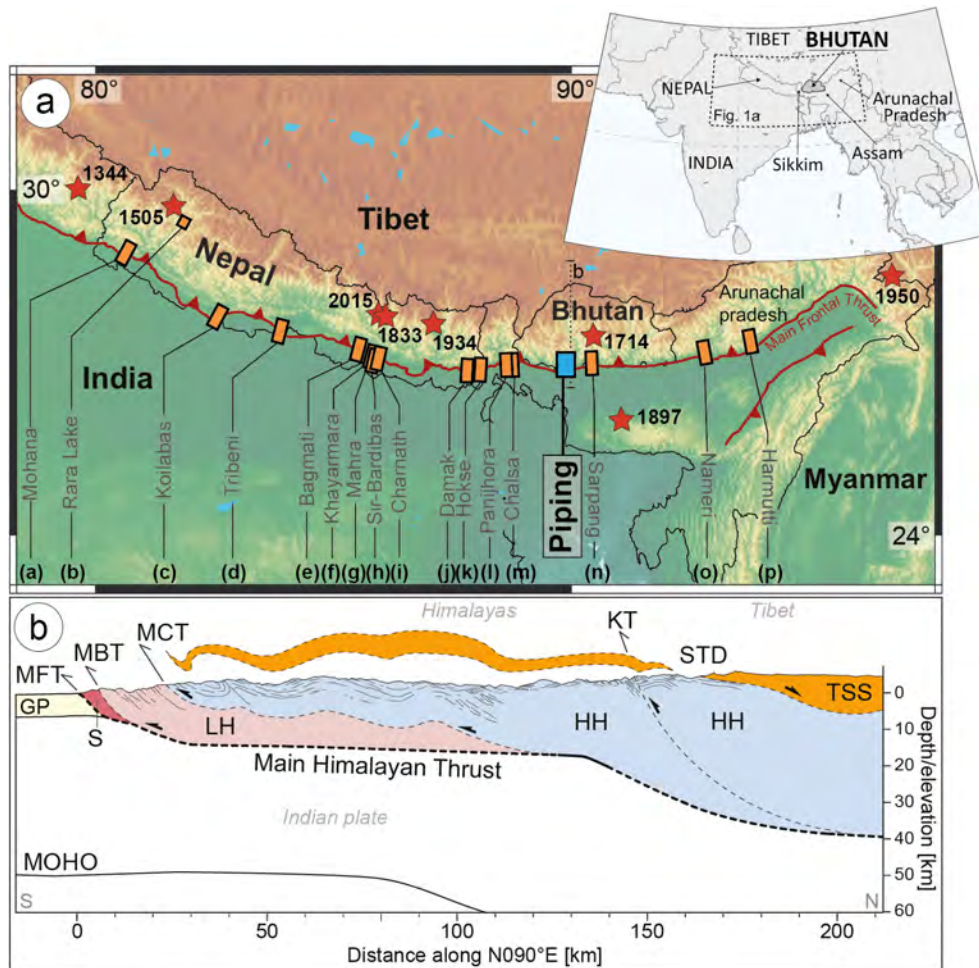 a
80°
90°
30°
24°
TIBET
BHUTAN
NEPAL
Fig. 1a
Arunachal
Pradesh
INDIA
Assam
Sikkim
1344
1505
Tibet
Nepal
2015
1833
1934
b
Bhutan
1714
Arunachal
pradesh
Main Frontal Thrust
1950
India
1897
Myanmar
Mohana
Rara Lake
Koilabas
Tribeni
Bagmati
Khayarmara
Mahra
Sir-Bardibas
Charnath
Damak
Hokse
Panijhora
Chalsa
Piping
Sarpang
Nameri
Harmutti
(a) (b) (c) (d) (e) (f) (g) (h) (i) (j) (k) (l) (m) (n) (o) (p)
b
Himalayas
Tibet
MFT
MBT
MCT
KT
STD
TSS
GP
S
LH
HH
HH
Main Himalayan Thrust
Indian plate
MOHO
S
N
0
10
20
30
40
50
60
Depth/elevation [km]
0 50 100 150 200
Distance along N090°E [km]